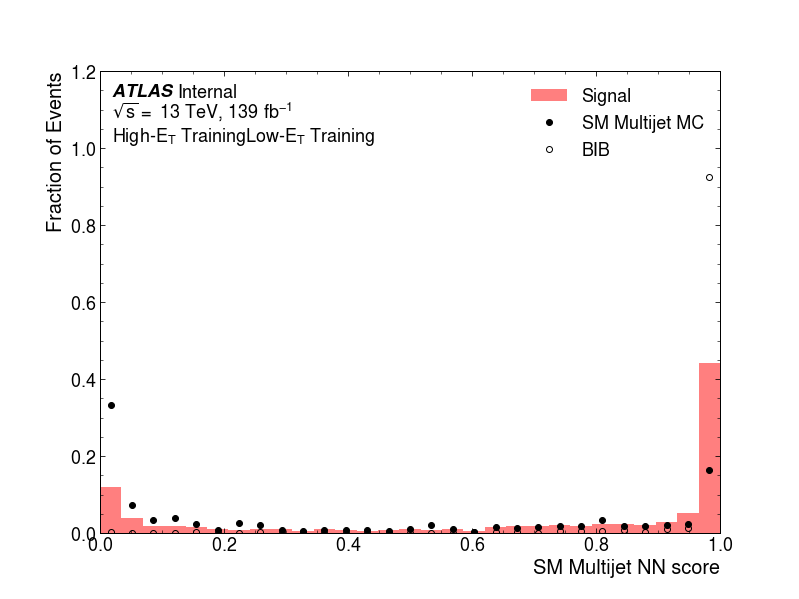 ATLAS Internal
√s = 13 TeV, 139 fb⁻¹
High-E_T TrainingLow-E_T Training
Signal
SM Multijet MC
BIB
Fraction of Events
1.2
1.0
0.8
0.6
0.4
0.2
0.0
0.0 0.2 0.4 0.6 0.8 1.0
SM Multijet NN score